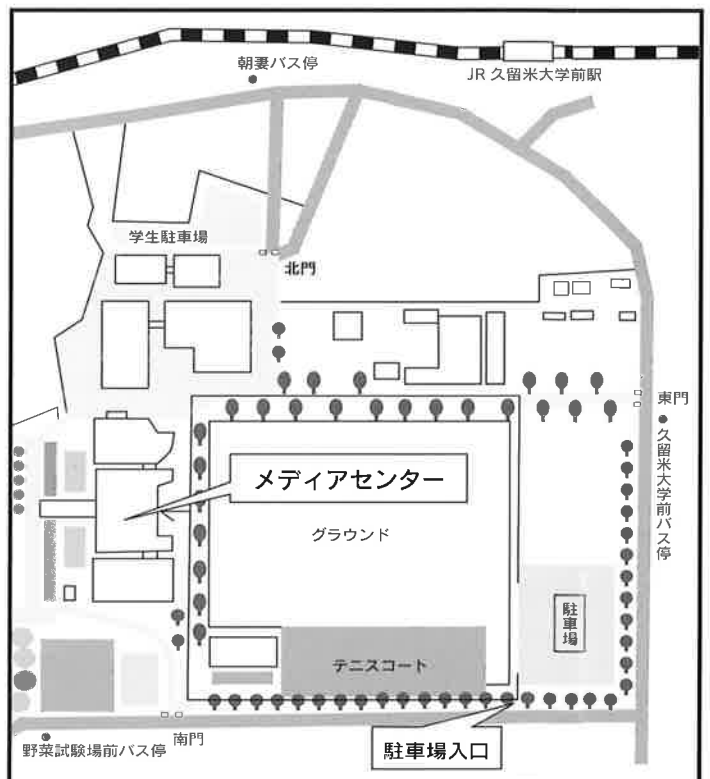 朝妻バス停
JR 久留米大学前駅
学生駐車場
北門
東門
久留米大学前バス停
メディアセンター
グラウンド
駐車場
テニスコート
南門
野菜試験場前バス停
駐車場入口